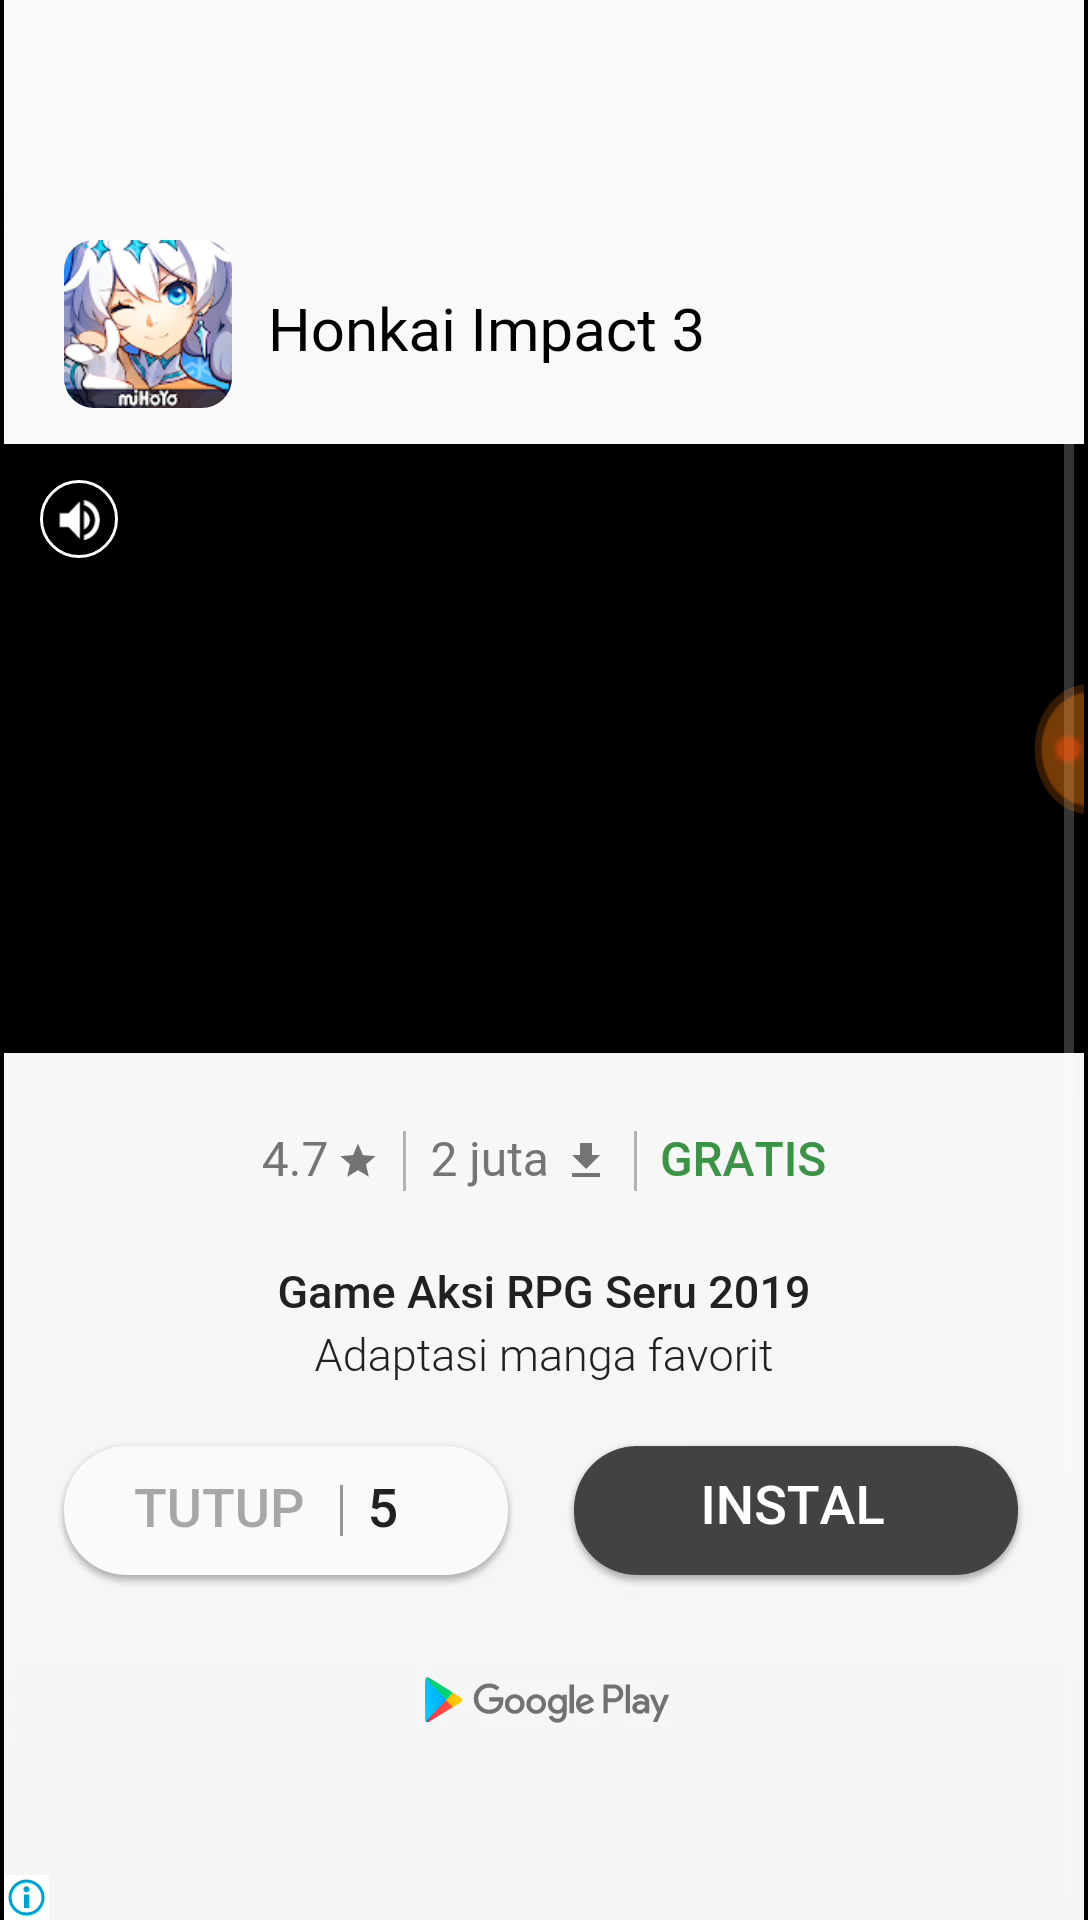 miHoYo
Honkai Impact 3
4.7 2 juta GRATIS
Game Aksi RPG Seru 2019
Adaptasi manga favorit
TUTUP 5
INSTAL
Google Play